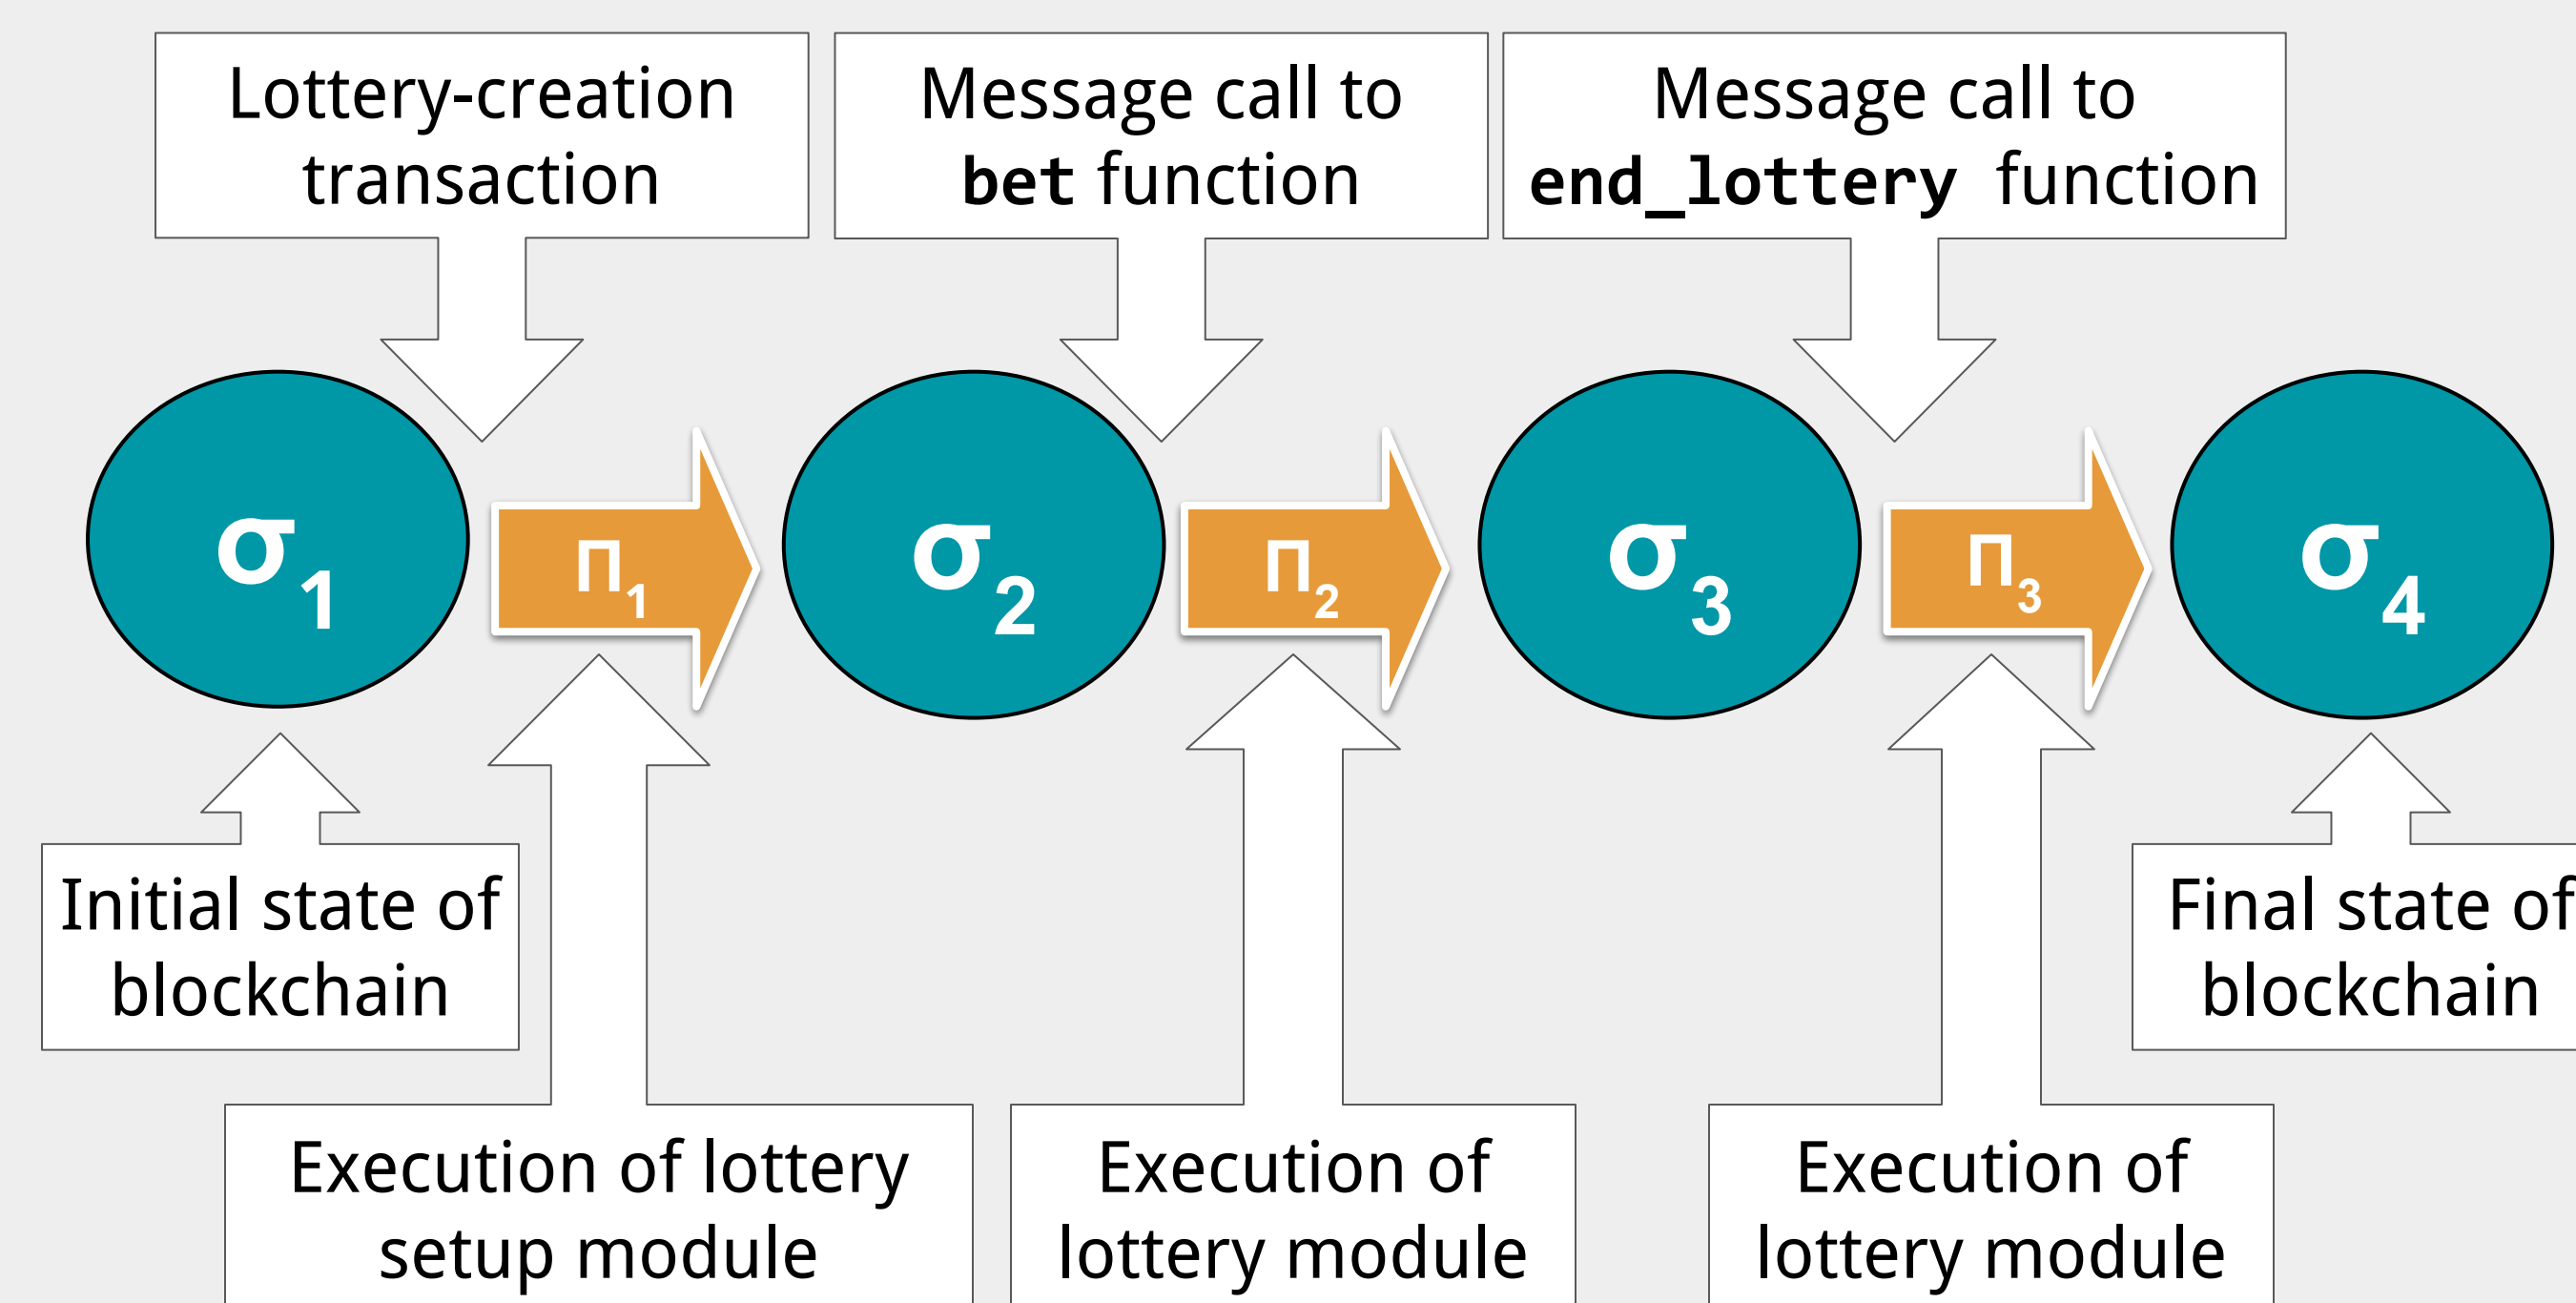 Lottery-creation
transaction
Message call to
bet function
Message call to
end_lottery function
σ1
Π1
σ2
Π2
σ3
Π3
σ4
Initial state of
blockchain
Final state of
blockchain
Execution of lottery
setup module
Execution of
lottery module
Execution of
lottery module